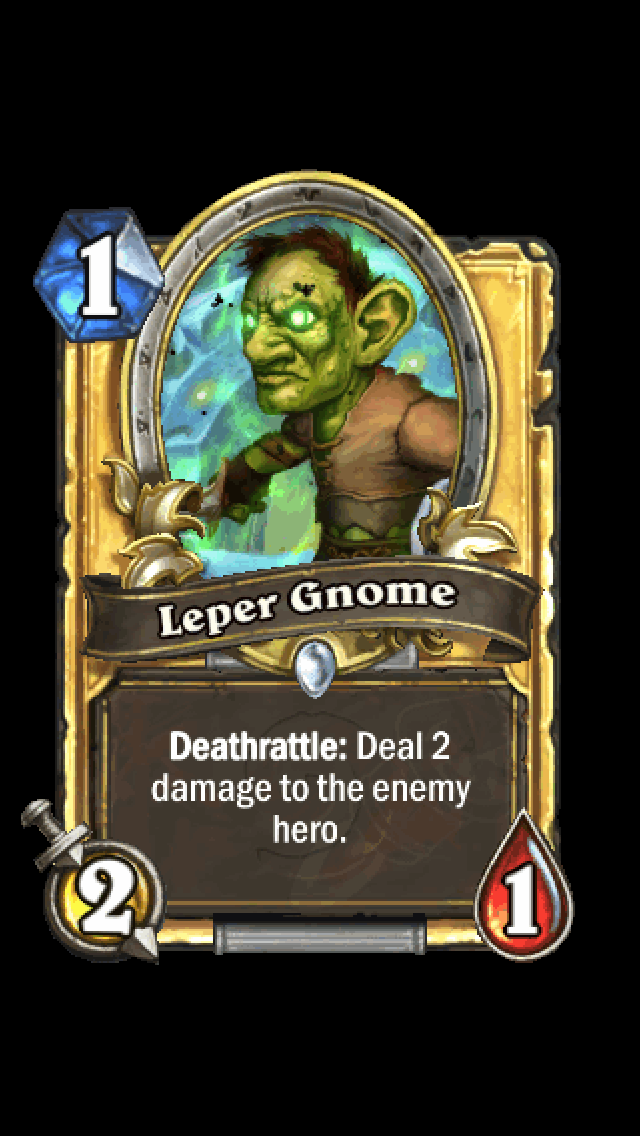 1
Leper Gnome
Deathrattle: Deal 2
damage to the enemy
hero.
2
1